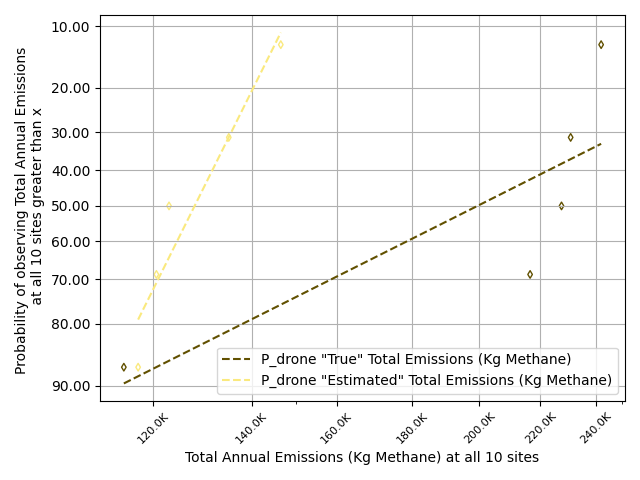 10.00
20.00
30.00
40.00
50.00
60.00
70.00
80.00
90.00
Probability of observing Total Annual Emissions
at all 10 sites greater than x
P_drone "True" Total Emissions (Kg Methane)
P_drone "Estimated" Total Emissions (Kg Methane)
120.0K
140.0K
160.0K
180.0K
200.0K
220.0K
240.0K
Total Annual Emissions (Kg Methane) at all 10 sites